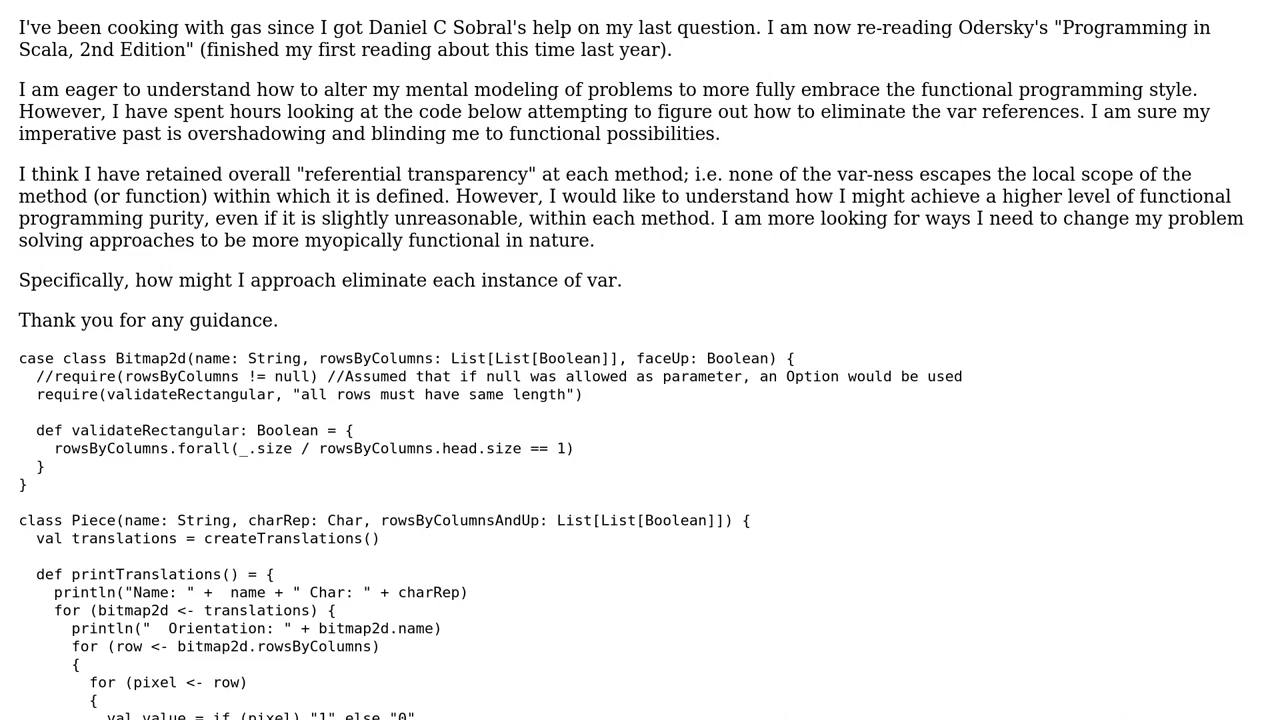 I've been cooking with gas since I got Daniel C Sobral's help on my last question. I am now re-reading Odersky's "Programming in
Scala, 2nd Edition" (finished my first reading about this time last year).
I am eager to understand how to alter my mental modeling of problems to more fully embrace the functional programming style.
However, I have spent hours looking at the code below attempting to figure out how to eliminate the var references. I am sure my
imperative past is overshadowing and blinding me to functional possibilities.
I think I have retained overall "referential transparency" at each method; i.e. none of the var-ness escapes the local scope of the
method (or function) within which it is defined. However, I would like to understand how I might achieve a higher level of functional
programming purity, even if it is slightly unreasonable, within each method. I am more looking for ways I need to change my problem
solving approaches to be more myopically functional in nature.
Specifically, how might I approach eliminate each instance of var.
Thank you for any guidance.
case class Bitmap2d(name: String, rowsByColumns: List[List[Boolean]], faceUp: Boolean) {
  //require(rowsByColumns != null) //Assumed that if null was allowed as parameter, an Option would be used
  require(validateRectangular, "all rows must have same length")
  def validateRectangular: Boolean = {
    rowsByColumns.forall(_.size / rowsByColumns.head.size == 1)
  }
}
class Piece(name: String, charRep: Char, rowsByColumnsAndUp: List[List[Boolean]]) {
  val translations = createTranslations()
  def printTranslations() = {
    println("Name: " +  name + " Char: " + charRep)
    for (bitmap2d <- translations) {
      println("  Orientation: " + bitmap2d.name)
      for (row <- bitmap2d.rowsByColumns)
      {
        for (pixel <- row)
        {
          val value = if (pixel) "1" else "0"